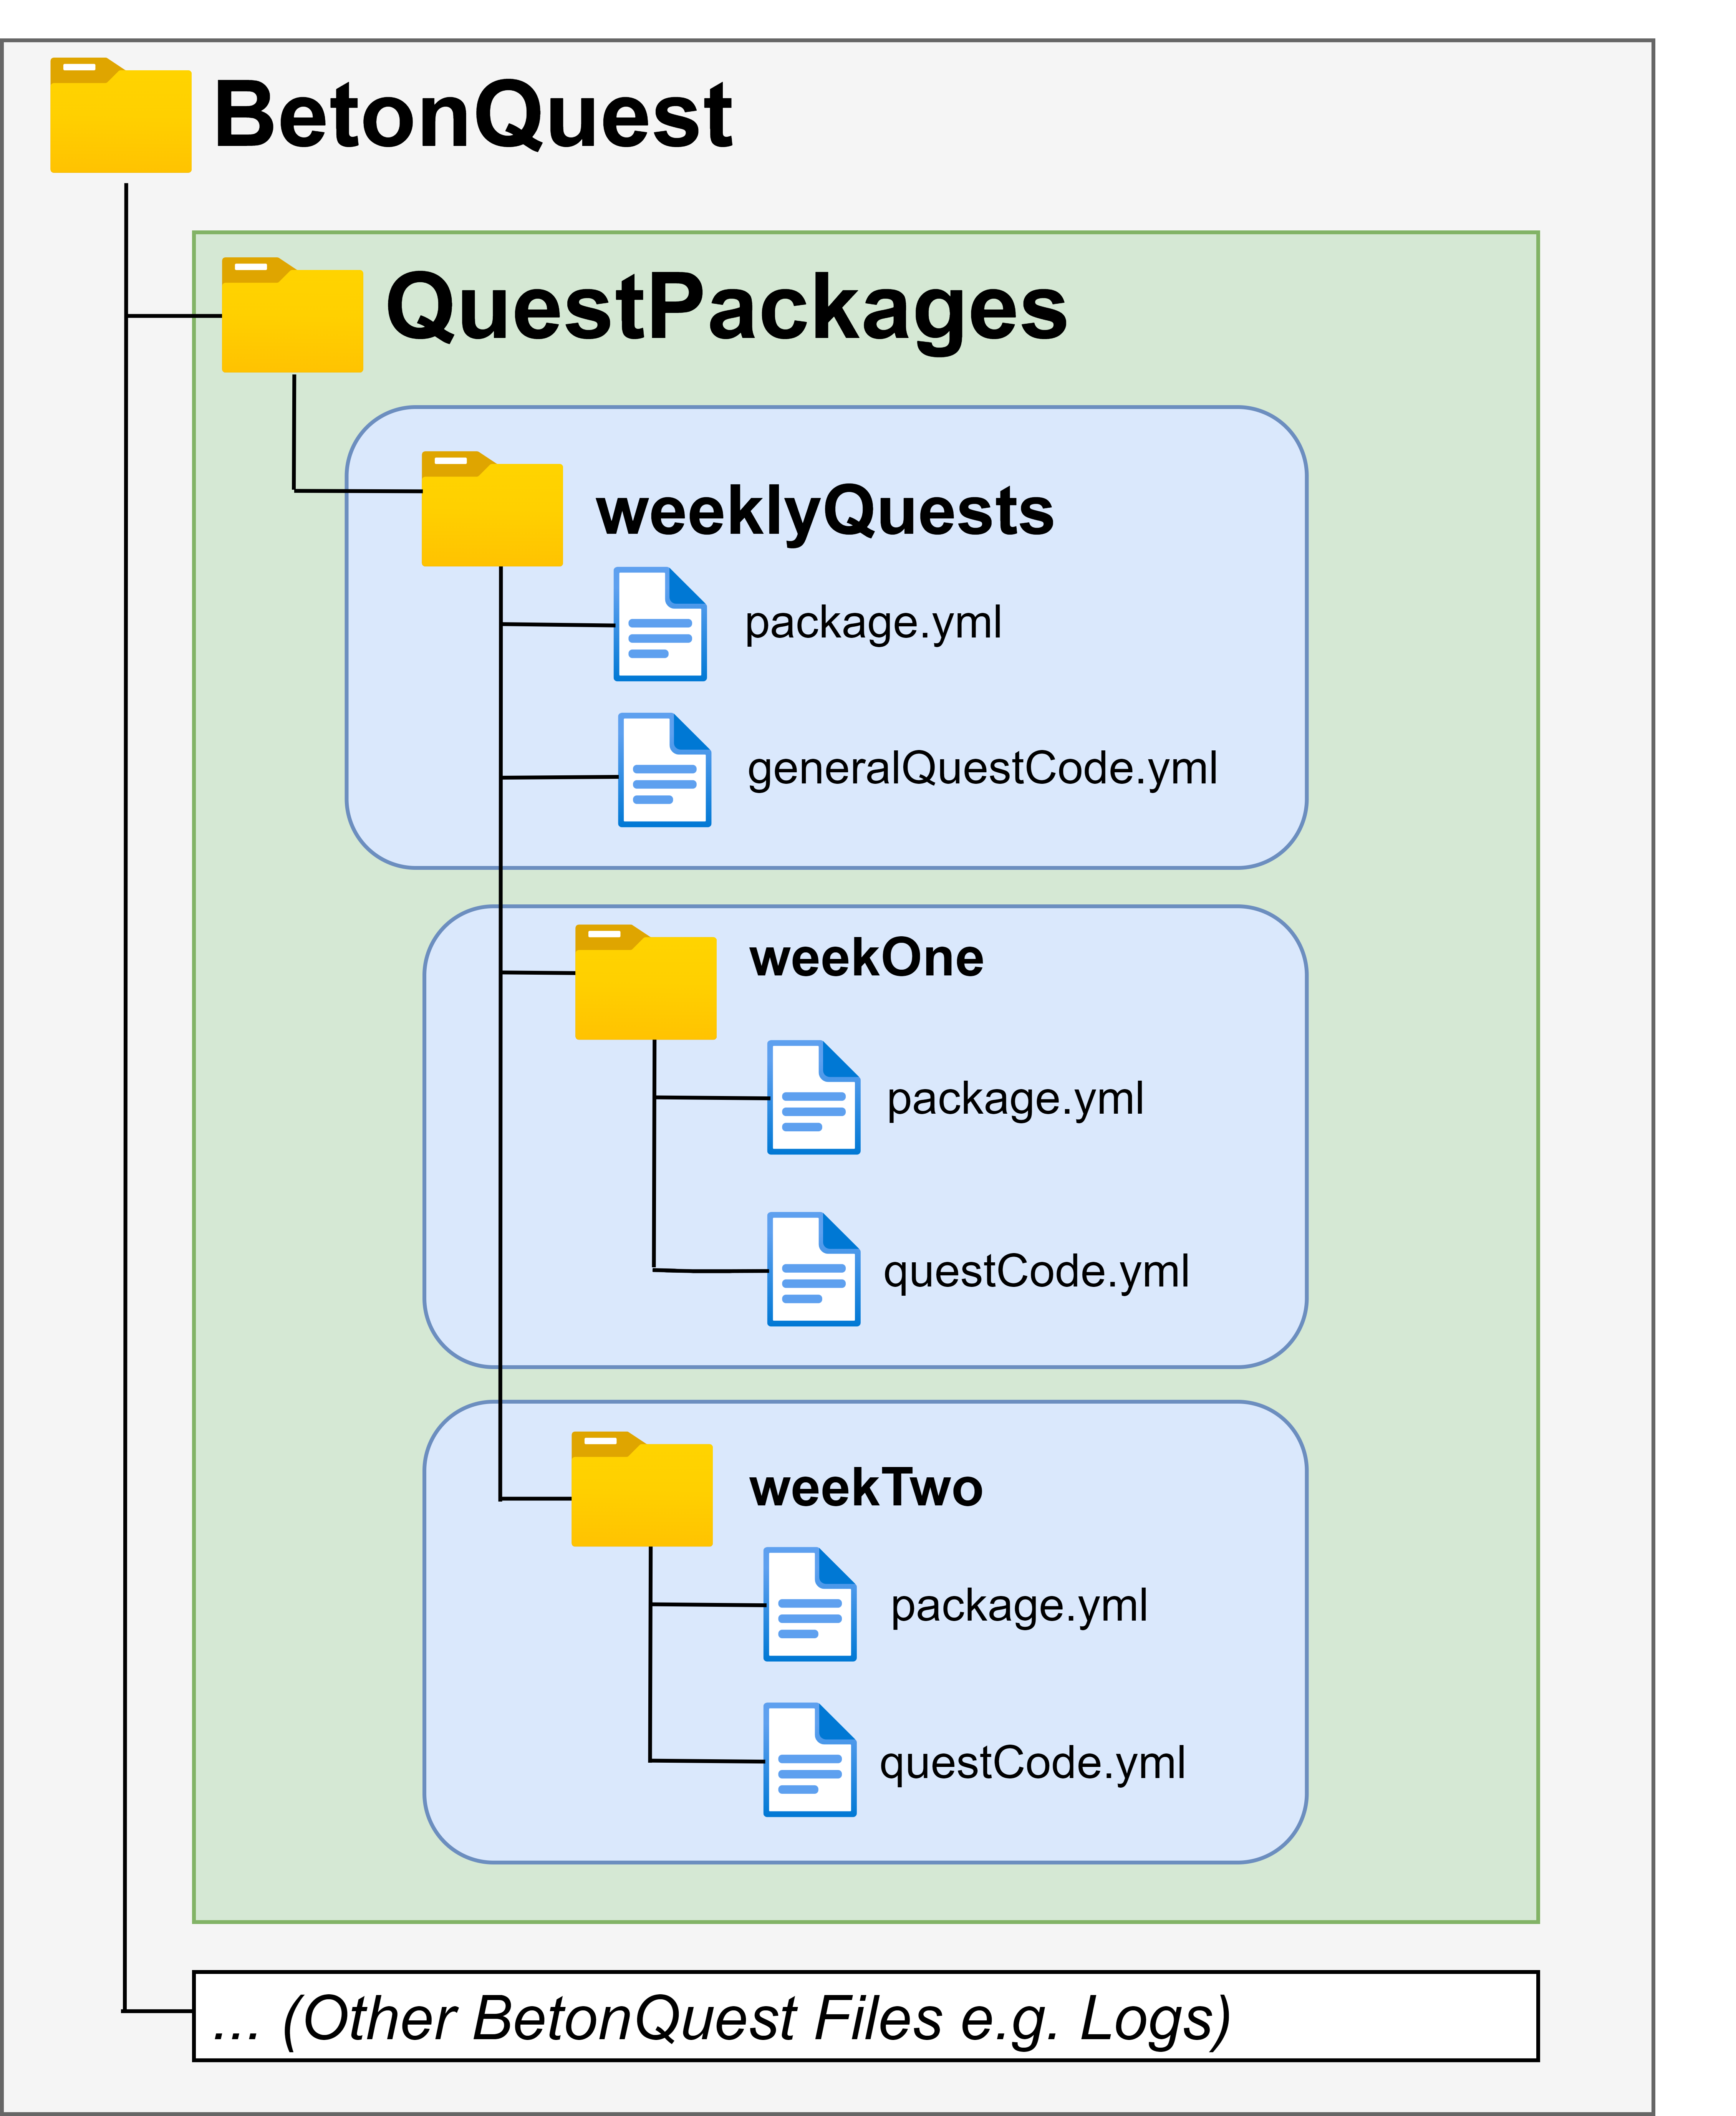 BetonQuest
QuestPackages
weeklyQuests
package.yml
generalQuestCode.yml
weekOne
package.yml
questCode.yml
weekTwo
package.yml
questCode.yml
... (Other BetonQuest Files e.g. Logs)